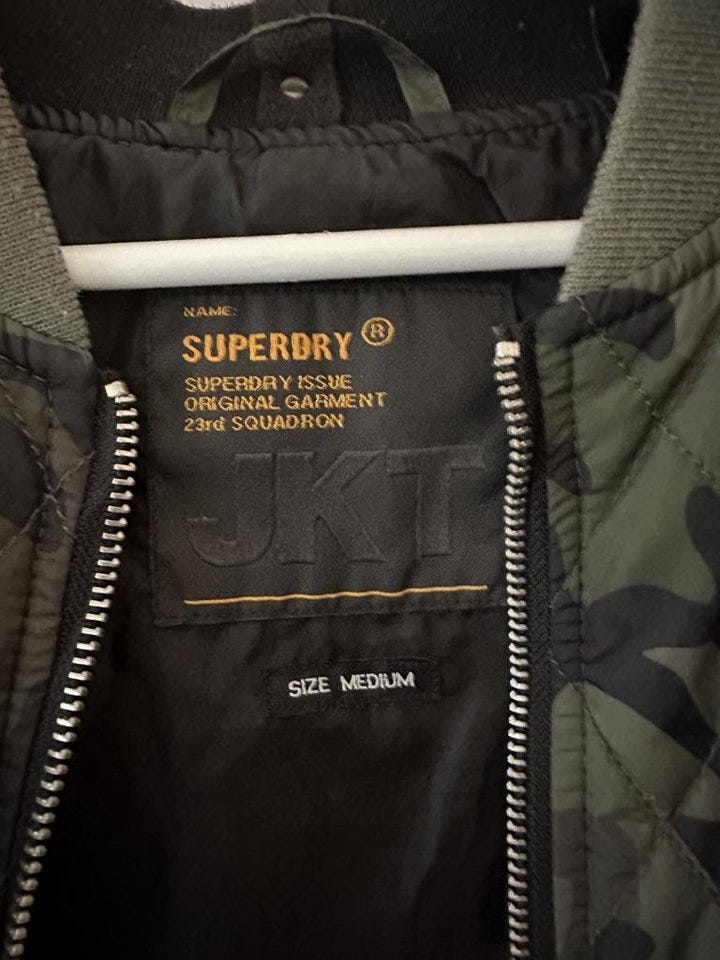 NAME:
SUPERDRY ®
SUPERDRY ISSUE
ORIGINAL GARMENT
23rd SQUADRON
JKT
SIZE MEDIUM